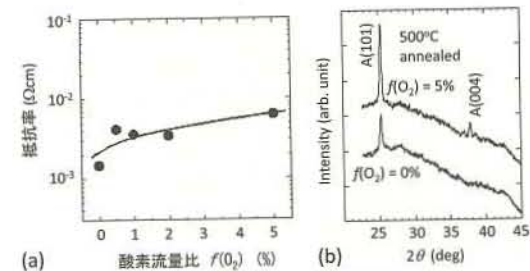 10⁻¹
10⁻²
10⁻³
抵抗率 (Ωcm)
0 1 2 3 4 5
(a) 酸素流量比 f(O₂) (%)
A(101)
500°C
annealed
f(O₂) = 5%
A(004)
f(O₂) = 0%
Intensity (arb. unit)
25 30 35 40 45
(b) 2θ (deg)